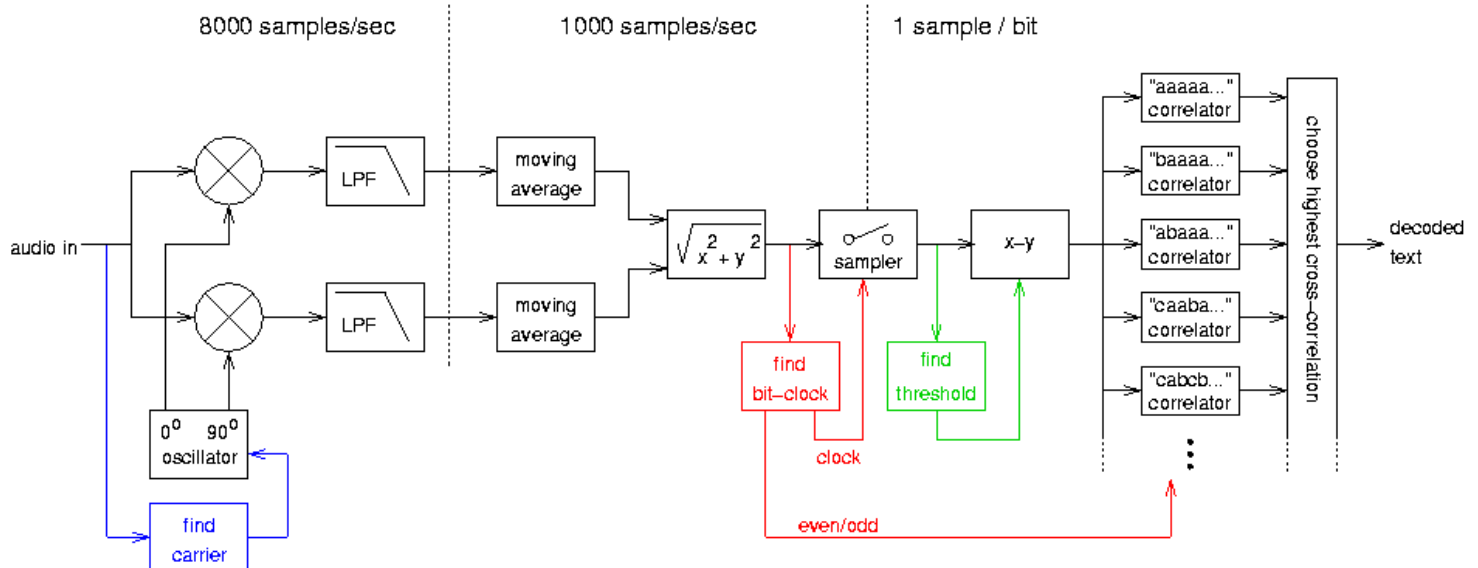 8000 samples/sec
1000 samples/sec
1 sample / bit
audio in
LPF
LPF
moving
average
moving
average
√x2 + y2
sampler
x−y
"aaaaa..."
correlator
"baaaa..."
correlator
"abaaa..."
correlator
"caaba..."
correlator
"cabcb..."
correlator
choose highest cross−correlation
decoded
text
0o 90o
oscillator
find
carrier
find
bit−clock
clock
even/odd
find
threshold